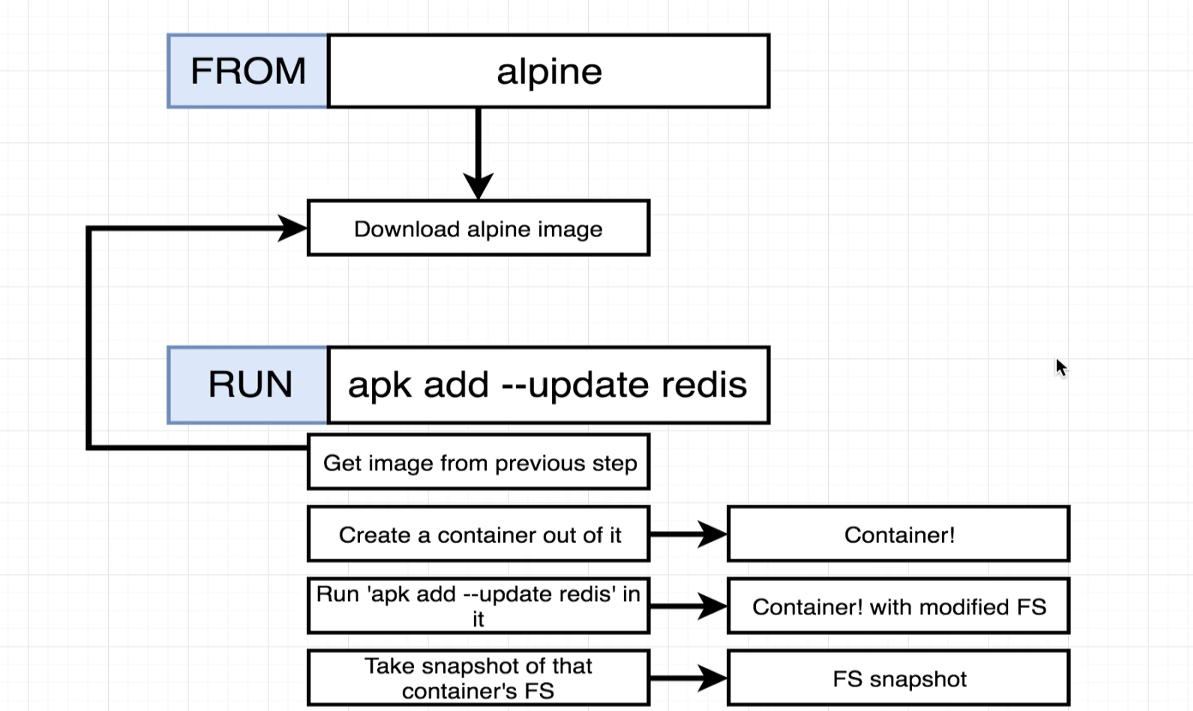 FROM
alpine
Download alpine image
RUN
apk add --update redis
Get image from previous step
Create a container out of it
Container!
Run 'apk add --update redis' in
it
Container! with modified FS
Take snapshot of that
container's FS
FS snapshot